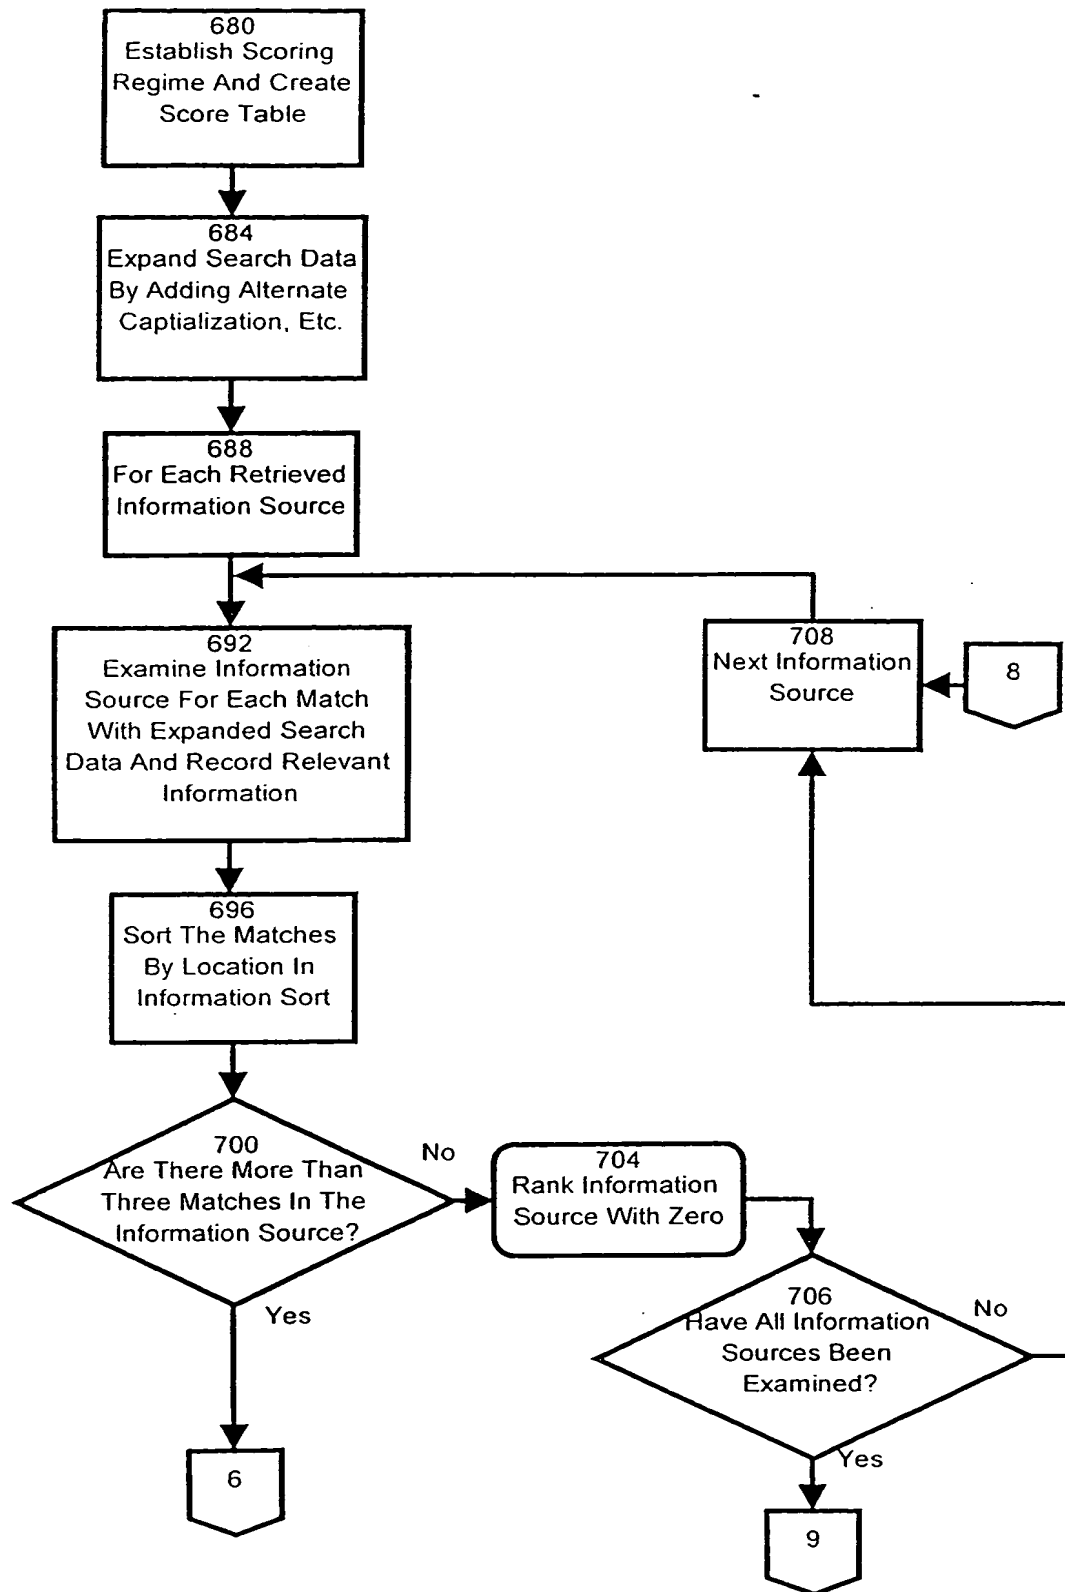 680
Establish Scoring
Regime And Create
Score Table
684
Expand Search Data
By Adding Alternate
Captialization, Etc.
688
For Each Retrieved
Information Source
692
Examine Information
Source For Each Match
With Expanded Search
Data And Record Relevant
Information
708
Next Information
Source
8
696
Sort The Matches
By Location In
Information Sort
700
Are There More Than
Three Matches In The
Information Source?
No
704
Rank Information
Source With Zero
Yes
706
Have All Information
Sources Been
Examined?
No
Yes
6
9